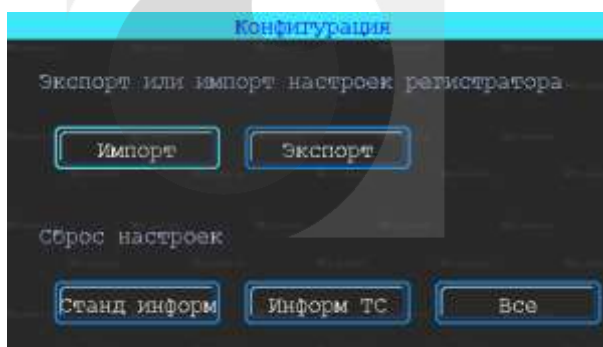 Конфигурация
Экспорт или импорт настроек регистратора
Импорт Экспорт
Сброс настроек
Станд информ Информ ТС Все